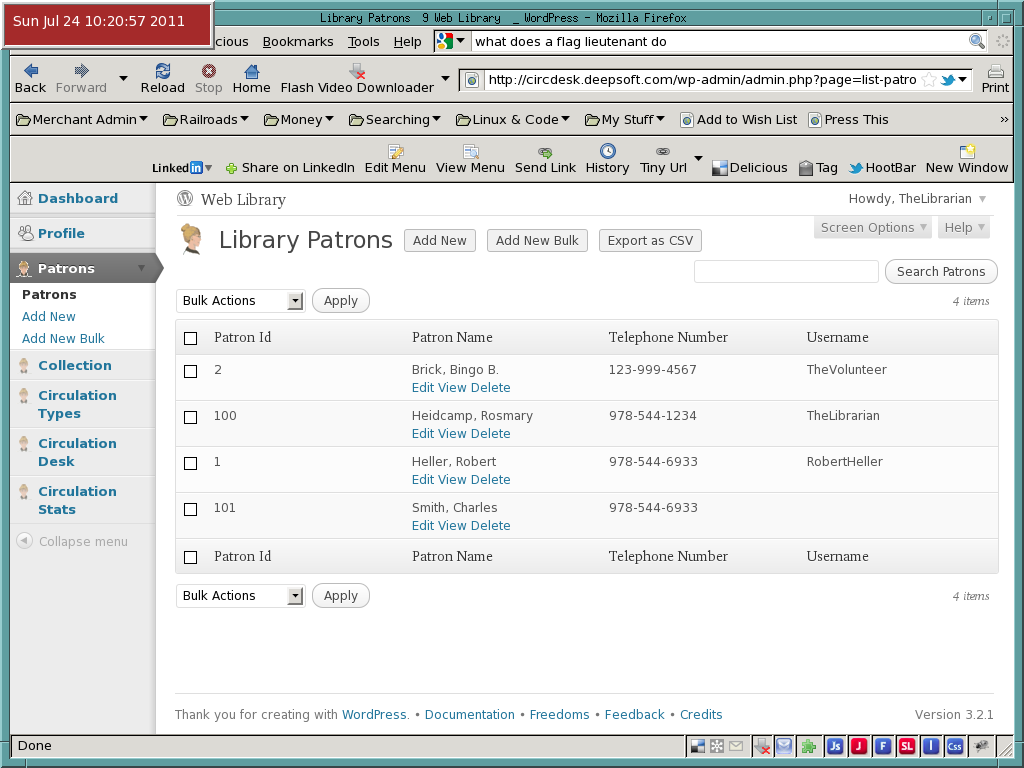 Library Patrons 9 Web Library _ WordPress - Mozilla Firefox
Sun Jul 24 10:20:57 2011
cious Bookmarks Tools Help what does a flag lieutenant do
Back Forward Reload Stop Home Flash Video Downloader http://circdesk.deepsoft.com/wp-admin/admin.php?page=list-patro Print
Merchant Admin Railroads Money Searching Linux & Code My Stuff Add to Wish List Press This »
Linked in Share on LinkedIn Edit Menu View Menu Send Link History Tiny Url Delicious Tag HootBar New Window
Dashboard
Profile
Patrons
Patrons
Add New
Add New Bulk
Collection
Circulation
Types
Circulation
Desk
Circulation
Stats
Collapse menu
Web Library Howdy, TheLibrarian
Screen Options Help
Library Patrons Add New Add New Bulk Export as CSV
Search Patrons
Bulk Actions Apply 4 items
Patron Id Patron Name Telephone Number Username
2 Brick, Bingo B. 123-999-4567 TheVolunteer
Edit View Delete
100 Heidcamp, Rosmary 978-544-1234 TheLibrarian
Edit View Delete
1 Heller, Robert 978-544-6933 RobertHeller
Edit View Delete
101 Smith, Charles 978-544-6933
Edit View Delete
Patron Id Patron Name Telephone Number Username
Bulk Actions Apply 4 items
Thank you for creating with WordPress. • Documentation • Freedoms • Feedback • Credits Version 3.2.1
Done Js J F SL I Css